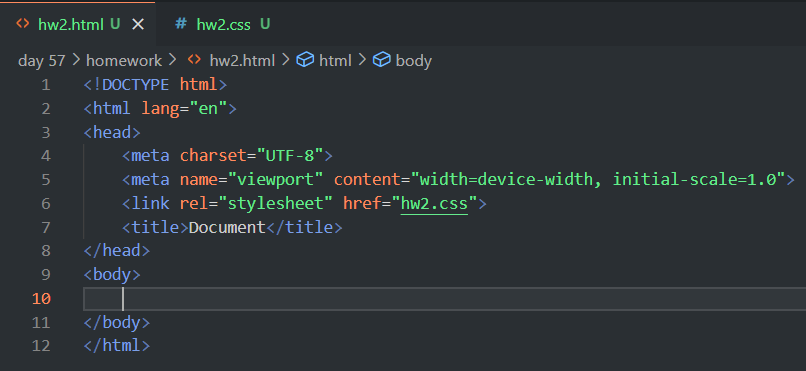 hw2.html U
hw2.css U
day 57 > homework > hw2.html > html > body
1 <!DOCTYPE html>
2 <html lang="en">
3 <head>
4     <meta charset="UTF-8">
5     <meta name="viewport" content="width=device-width, initial-scale=1.0">
6     <link rel="stylesheet" href="hw2.css">
7     <title>Document</title>
8 </head>
9 <body>
10
11 </body>
12 </html>